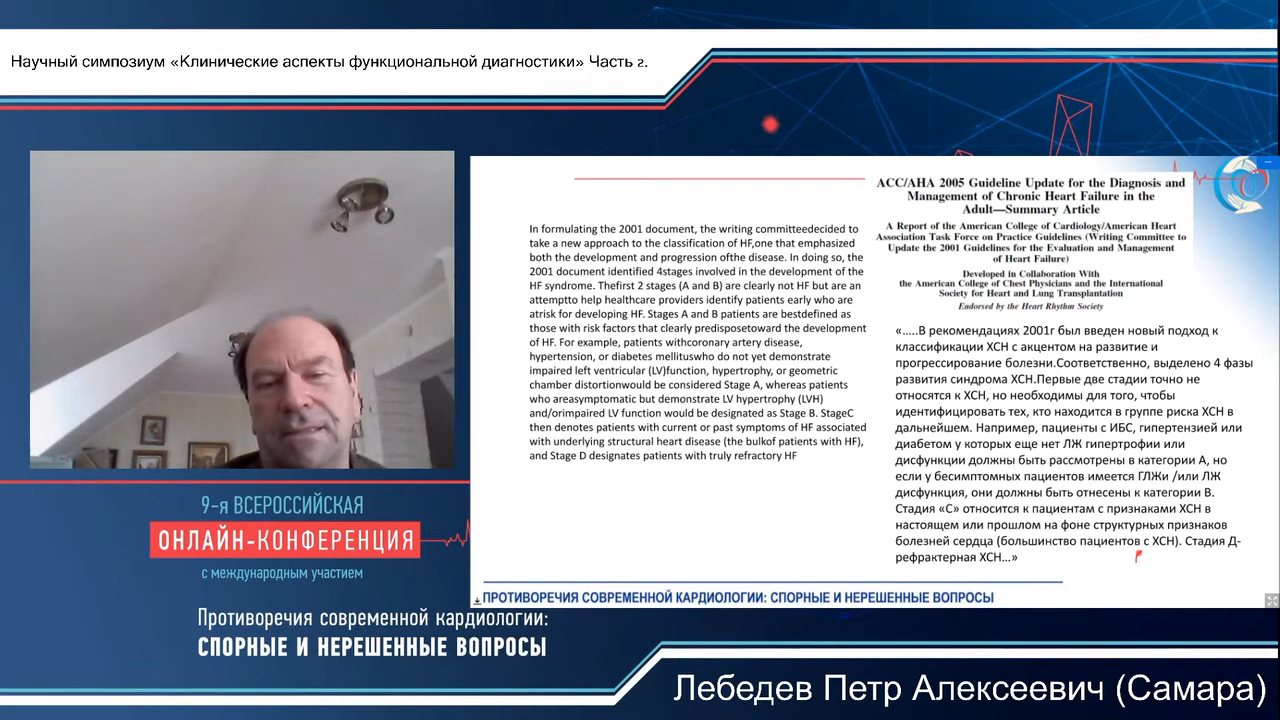 Научный симпозиум «Клинические аспекты функциональной диагностики» Часть 2.
In formulating the 2001 document, the writing committeedecided to
take a new approach to the classification of HF,one that emphasized
both the development and progression ofthe disease. In doing so, the
2001 document identified 4stages involved in the development of the
HF syndrome. Thefirst 2 stages (A and B) are clearly not HF but are an
attemptto help healthcare providers identify patients early who are
atrisk for developing HF. Stages A and B patients are bestdefined as
those with risk factors that clearly predisposetoward the development
of HF. For example, patients withcoronary artery disease,
hypertension, or diabetes mellituswho do not yet demonstrate
impaired left ventricular (LV)function, hypertrophy, or geometric
chamber distortionwould be considered Stage A, whereas patients
who areasymptomatic but demonstrate LV hypertrophy (LVH)
and/orimpaired LV function would be designated as Stage B. StageC
then denotes patients with current or past symptoms of HF associated
with underlying structural heart disease (the bulkof patients with HF),
and Stage D designates patients with truly refractory HF
ACC/AHA 2005 Guideline Update for the Diagnosis and
Management of Chronic Heart Failure in the
Adult—Summary Article
A Report of the American College of Cardiology/American Heart
Association Task Force on Practice Guidelines (Writing Committee to
Update the 2001 Guidelines for the Evaluation and Management
of Heart Failure)
Developed in Collaboration With
the American College of Chest Physicians and the International
Society for Heart and Lung Transplantation
Endorsed by the Heart Rhythm Society
«…..В рекомендациях 2001г был введен новый подход к
классификации ХСН с акцентом на развитие и
прогрессирование болезни.Соответственно, выделено 4 фазы
развития синдрома ХСН.Первые две стадии точно не
относятся к ХСН, но необходимы для того, чтобы
идентифицировать тех, кто находится в группе риска ХСН в
дальнейшем. Например, пациенты с ИБС, гипертензией или
диабетом у которых еще нет ЛЖ гипертрофии или
дисфункции должны быть рассмотрены в категории А, но
если у бесимптомных пациентов имеется ГЛЖи /или ЛЖ
дисфункция, они должны быть отнесены к категории В.
Стадия «С» относится к пациентам с признаками ХСН в
настоящем или прошлом на фоне структурных признаков
болезней сердца (большинство пациентов с ХСН). Стадия Д-
рефрактерная ХСН…»
ПРОТИВОРЕЧИЯ СОВРЕМЕННОЙ КАРДИОЛОГИИ: СПОРНЫЕ И НЕРЕШЕННЫЕ ВОПРОСЫ
9-я ВСЕРОССИЙСКАЯ
ОНЛАЙН-КОНФЕРЕНЦИЯ
с международным участием
Противоречия современной кардиологии:
СПОРНЫЕ И НЕРЕШЕННЫЕ ВОПРОСЫ
Лебедев Петр Алексеевич (Самара)